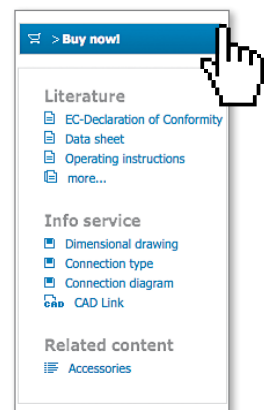 > Buy now!
Literature
EC-Declaration of Conformity
Data sheet
Operating instructions
more...
Info service
Dimensional drawing
Connection type
Connection diagram
CAD CAD Link
Related content
Accessories